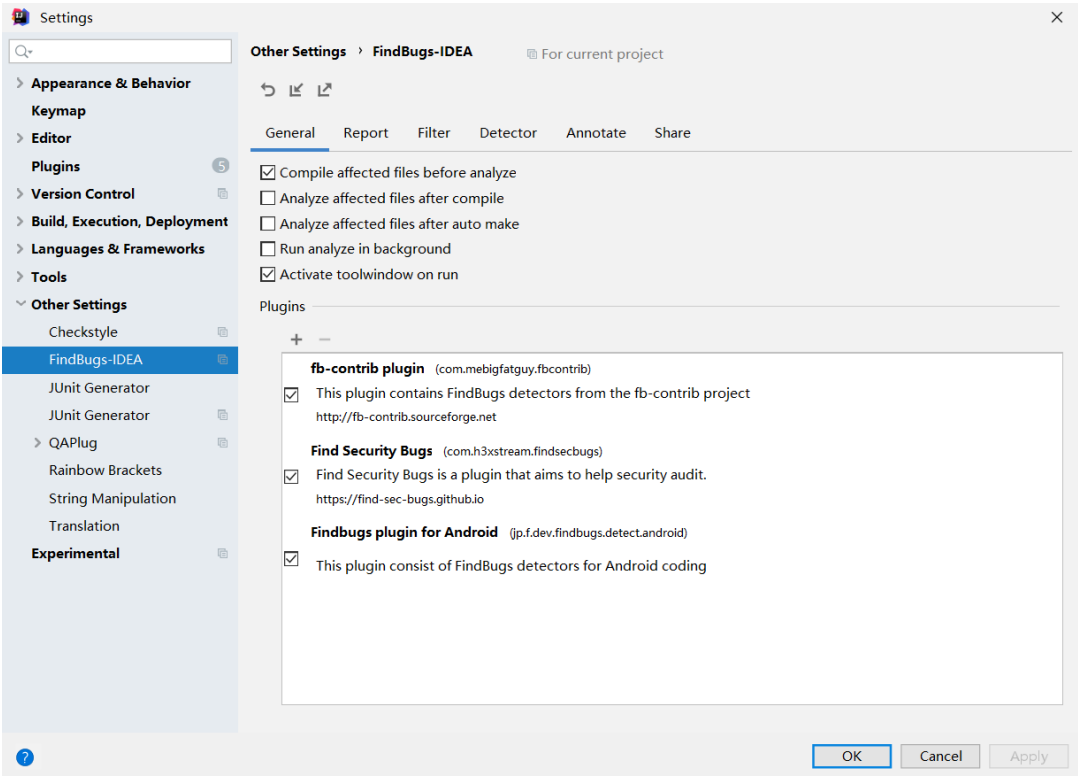 Settings
Other Settings › FindBugs-IDEA
For current project
Appearance & Behavior
Keymap
Editor
Plugins 5
Version Control
Build, Execution, Deployment
Languages & Frameworks
Tools
Other Settings
Checkstyle
FindBugs-IDEA
JUnit Generator
JUnit Generator
QAPlug
Rainbow Brackets
String Manipulation
Translation
Experimental
General Report Filter Detector Annotate Share
Compile affected files before analyze
Analyze affected files after compile
Analyze affected files after auto make
Run analyze in background
Activate toolwindow on run
Plugins
fb-contrib plugin (com.mebigfatguy.fbcontrib)
This plugin contains FindBugs detectors from the fb-contrib project
http://fb-contrib.sourceforge.net
Find Security Bugs (com.h3xstream.findsecbugs)
Find Security Bugs is a plugin that aims to help security audit.
https://find-sec-bugs.github.io
Findbugs plugin for Android (jp.f.dev.findbugs.detect.android)
This plugin consist of FindBugs detectors for Android coding
?
OK Cancel Apply